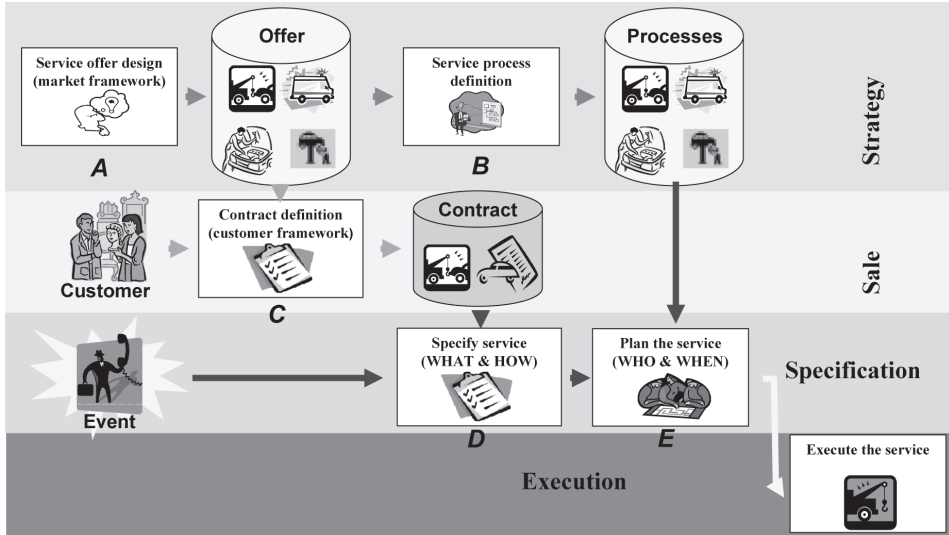 Offer
Processes
Service offer design
(market framework)
Service process
definition
A
B
Strategy
Contract definition
(customer framework)
Contract
Customer
C
Sale
Specify service
(WHAT & HOW)
Plan the service
(WHO & WHEN)
Specification
Event
D
E
Execution
Execute the service